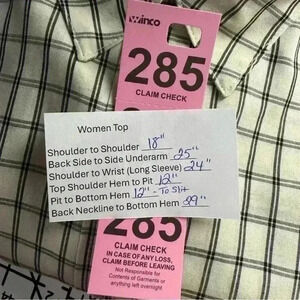 Winco
285
CLAIM CHECK
Women Top
Shoulder to Shoulder 18"
Back Side to Side Underarm 25"
Shoulder to Wrist (Long Sleeve) 24"
Top Shoulder Hem to Pit 12"
Pit to Bottom Hem 12" - To Slit
Back Neckline to Bottom Hem 29"
285
CLAIM CHECK
IN CASE OF ANY LOSS,
CLAIM BEFORE LEAVING
Not Responsible for
Contents of Garments or
anything left overnight